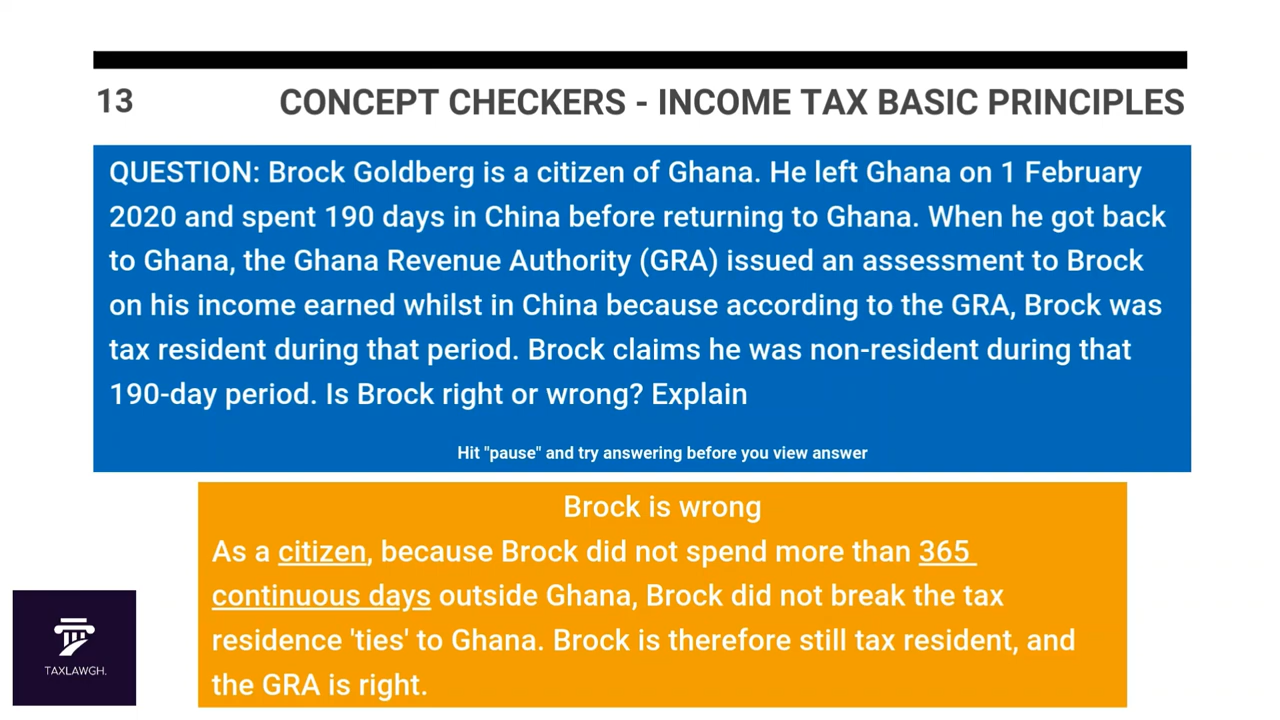 13
CONCEPT CHECKERS - INCOME TAX BASIC PRINCIPLES
QUESTION: Brock Goldberg is a citizen of Ghana. He left Ghana on 1 February
2020 and spent 190 days in China before returning to Ghana. When he got back
to Ghana, the Ghana Revenue Authority (GRA) issued an assessment to Brock
on his income earned whilst in China because according to the GRA, Brock was
tax resident during that period. Brock claims he was non-resident during that
190-day period. Is Brock right or wrong? Explain
Hit "pause" and try answering before you view answer
Brock is wrong
As a citizen, because Brock did not spend more than 365
continuous days outside Ghana, Brock did not break the tax
residence 'ties' to Ghana. Brock is therefore still tax resident, and
the GRA is right.
TAXLAWGH.